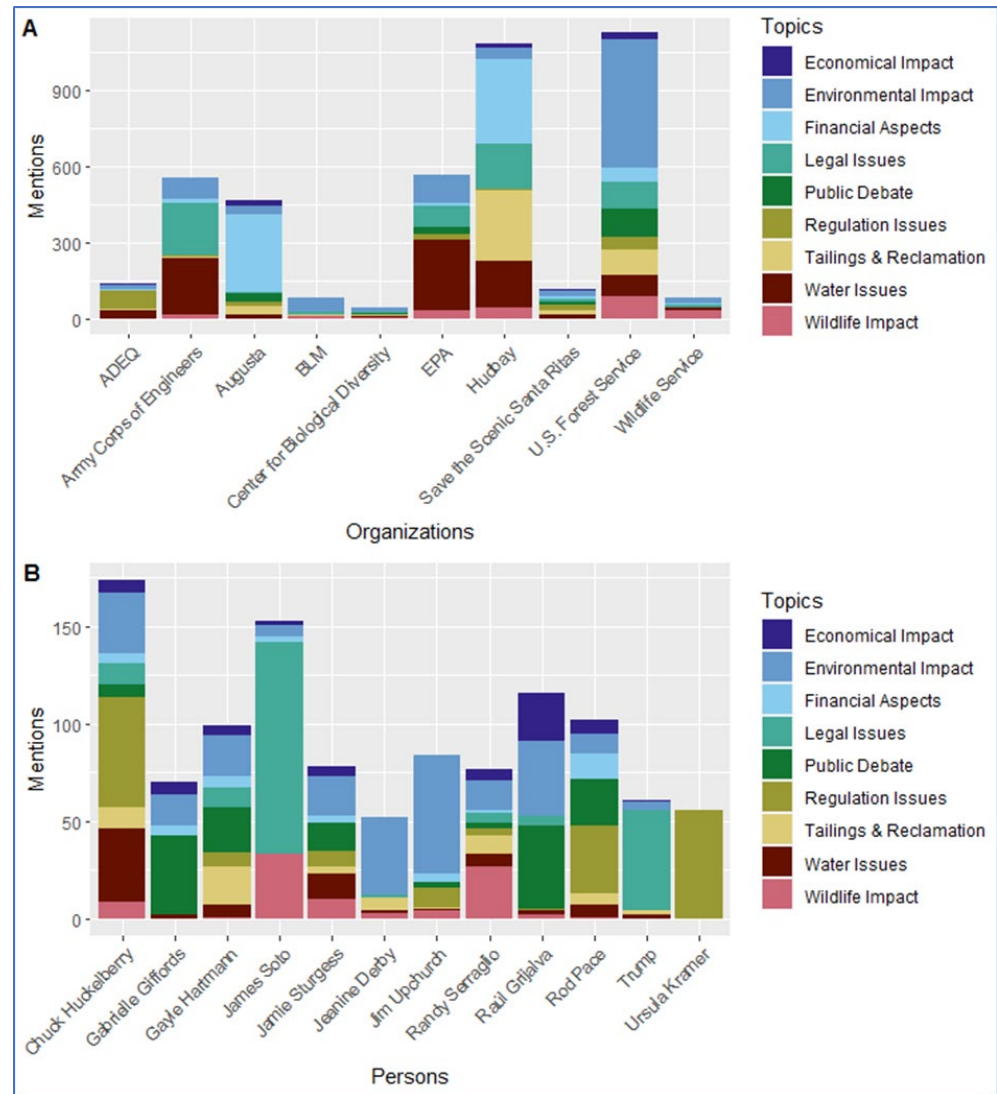 A
Topics
Economical Impact
Environmental Impact
Financial Aspects
Legal Issues
Public Debate
Regulation Issues
Tailings & Reclamation
Water Issues
Wildlife Impact
Mentions
900
600
300
0
ADEQ
Army Corps of Engineers
Augusta
BLM
Center for Biological Diversity
EPA
Hudbay
Save the Scenic Santa Ritas
U.S. Forest Service
Wildlife Service
Organizations
B
Topics
Economical Impact
Environmental Impact
Financial Aspects
Legal Issues
Public Debate
Regulation Issues
Tailings & Reclamation
Water Issues
Wildlife Impact
Mentions
150
100
50
0
Chuck Huckelberry
Gabrielle Giffords
Gayle Hartmann
James Soto
Jamie Sturgess
Jeanine Derby
Jim Upchurch
Randy Serraglio
Raúl Grijalva
Rod Pace
Trump
Ursula Kramer
Persons